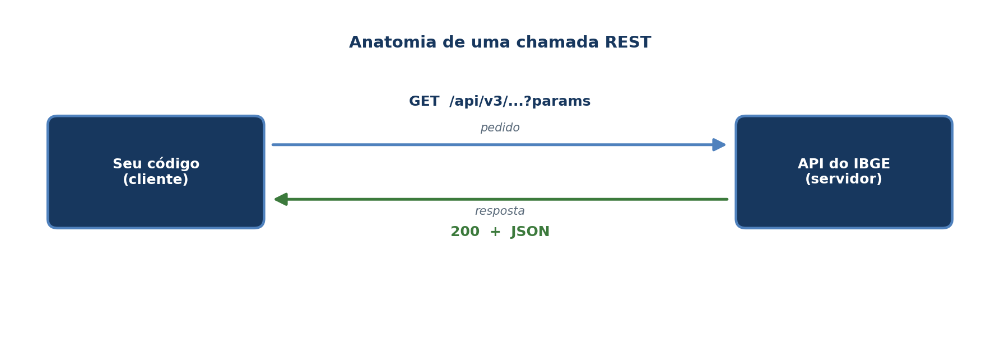 Anatomia de uma chamada REST
GET /api/v3/...?params
pedido
Seu código
(cliente)
API do IBGE
(servidor)
resposta
200 + JSON